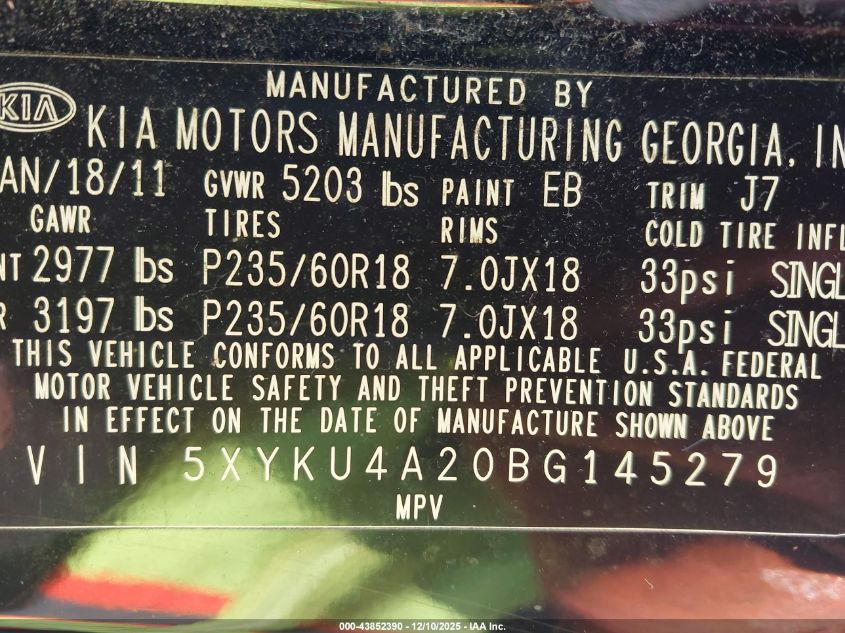 MANUFACTURED BY
KIA KIA MOTORS MANUFACTURING GEORGIA, IN
AN/18/11 GVWR 5203 lbs PAINT EB TRIM J7
GAWR TIRES RIMS COLD TIRE INFL
NT 2977 lbs P235/60R18 7.0JX18 33psi SINGL
R 3197 lbs P235/60R18 7.0JX18 33psi SINGL
THIS VEHICLE CONFORMS TO ALL APPLICABLE U.S.A. FEDERAL
MOTOR VEHICLE SAFETY AND THEFT PREVENTION STANDARDS
IN EFFECT ON THE DATE OF MANUFACTURE SHOWN ABOVE
VIN 5XYKU4A20BG145279
MPV
000-43852390 - 12/10/2025 - IAA Inc.